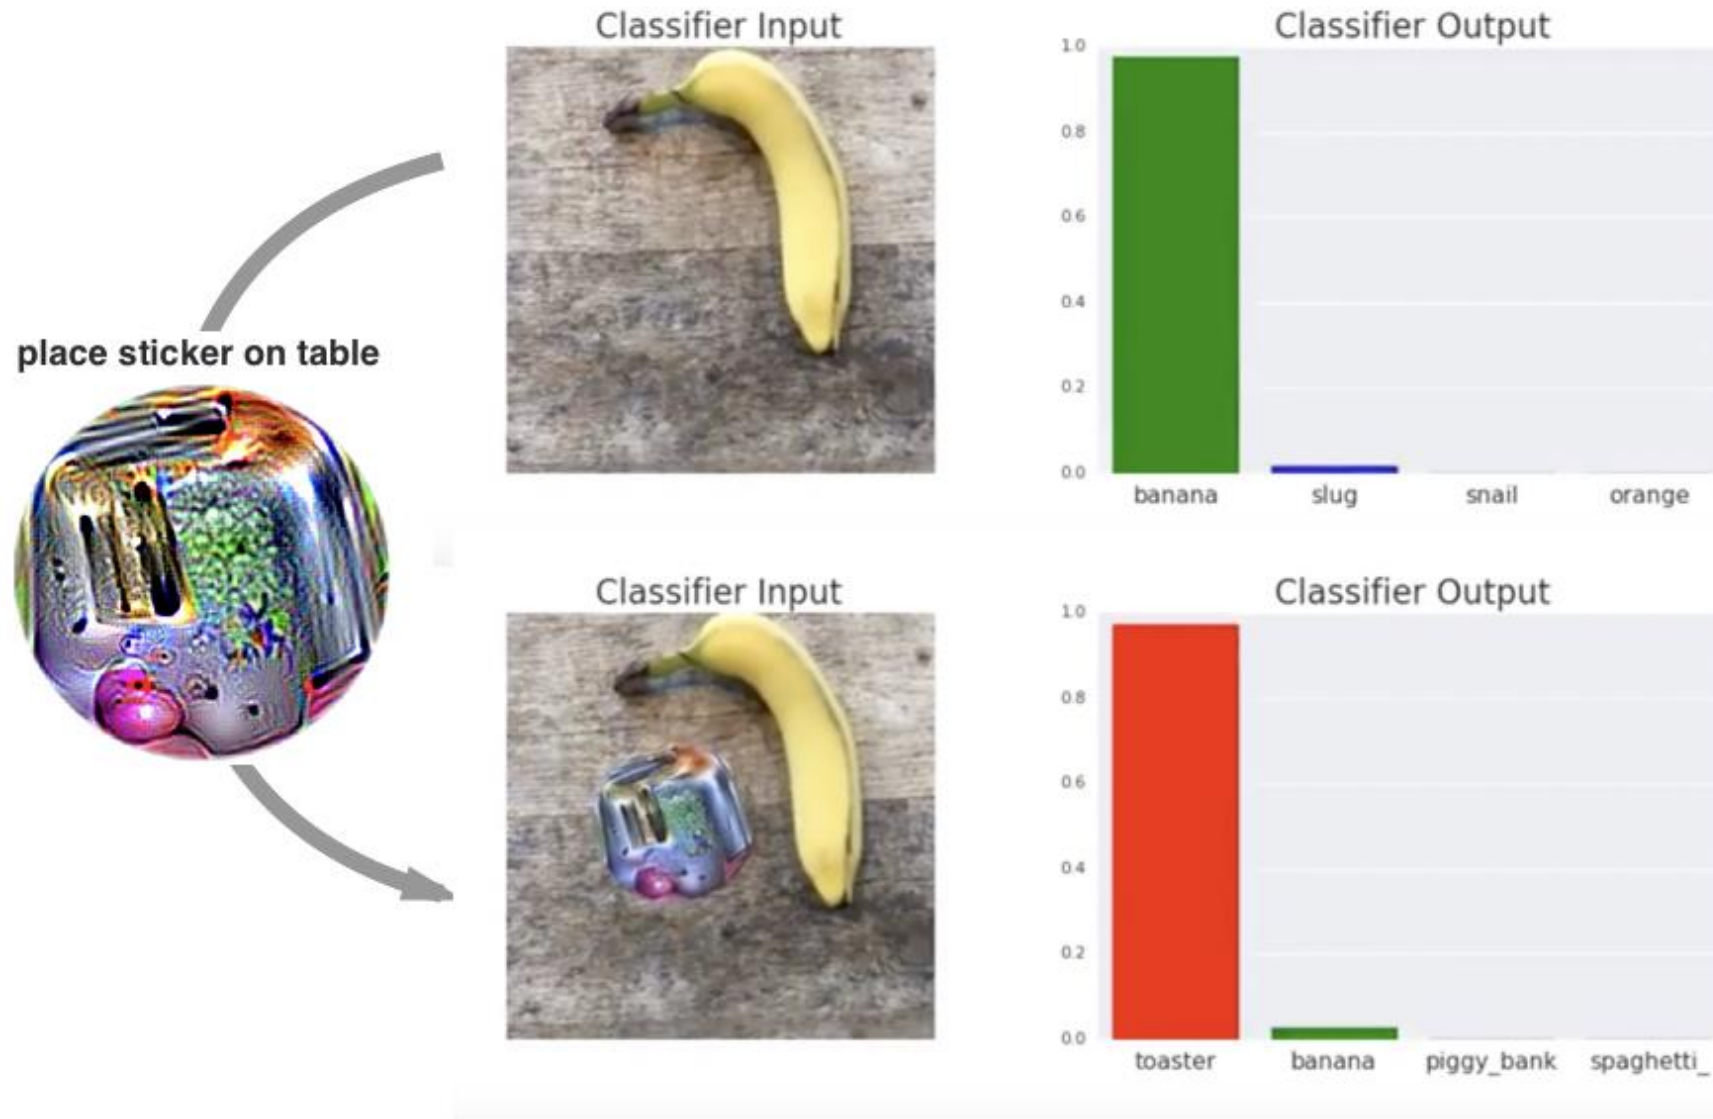 Classifier Input
Classifier Output
1.0
0.8
0.6
0.4
0.2
0.0
banana slug snail orange
place sticker on table
Classifier Input
Classifier Output
1.0
0.8
0.6
0.4
0.2
0.0
toaster banana piggy_bank spaghetti_